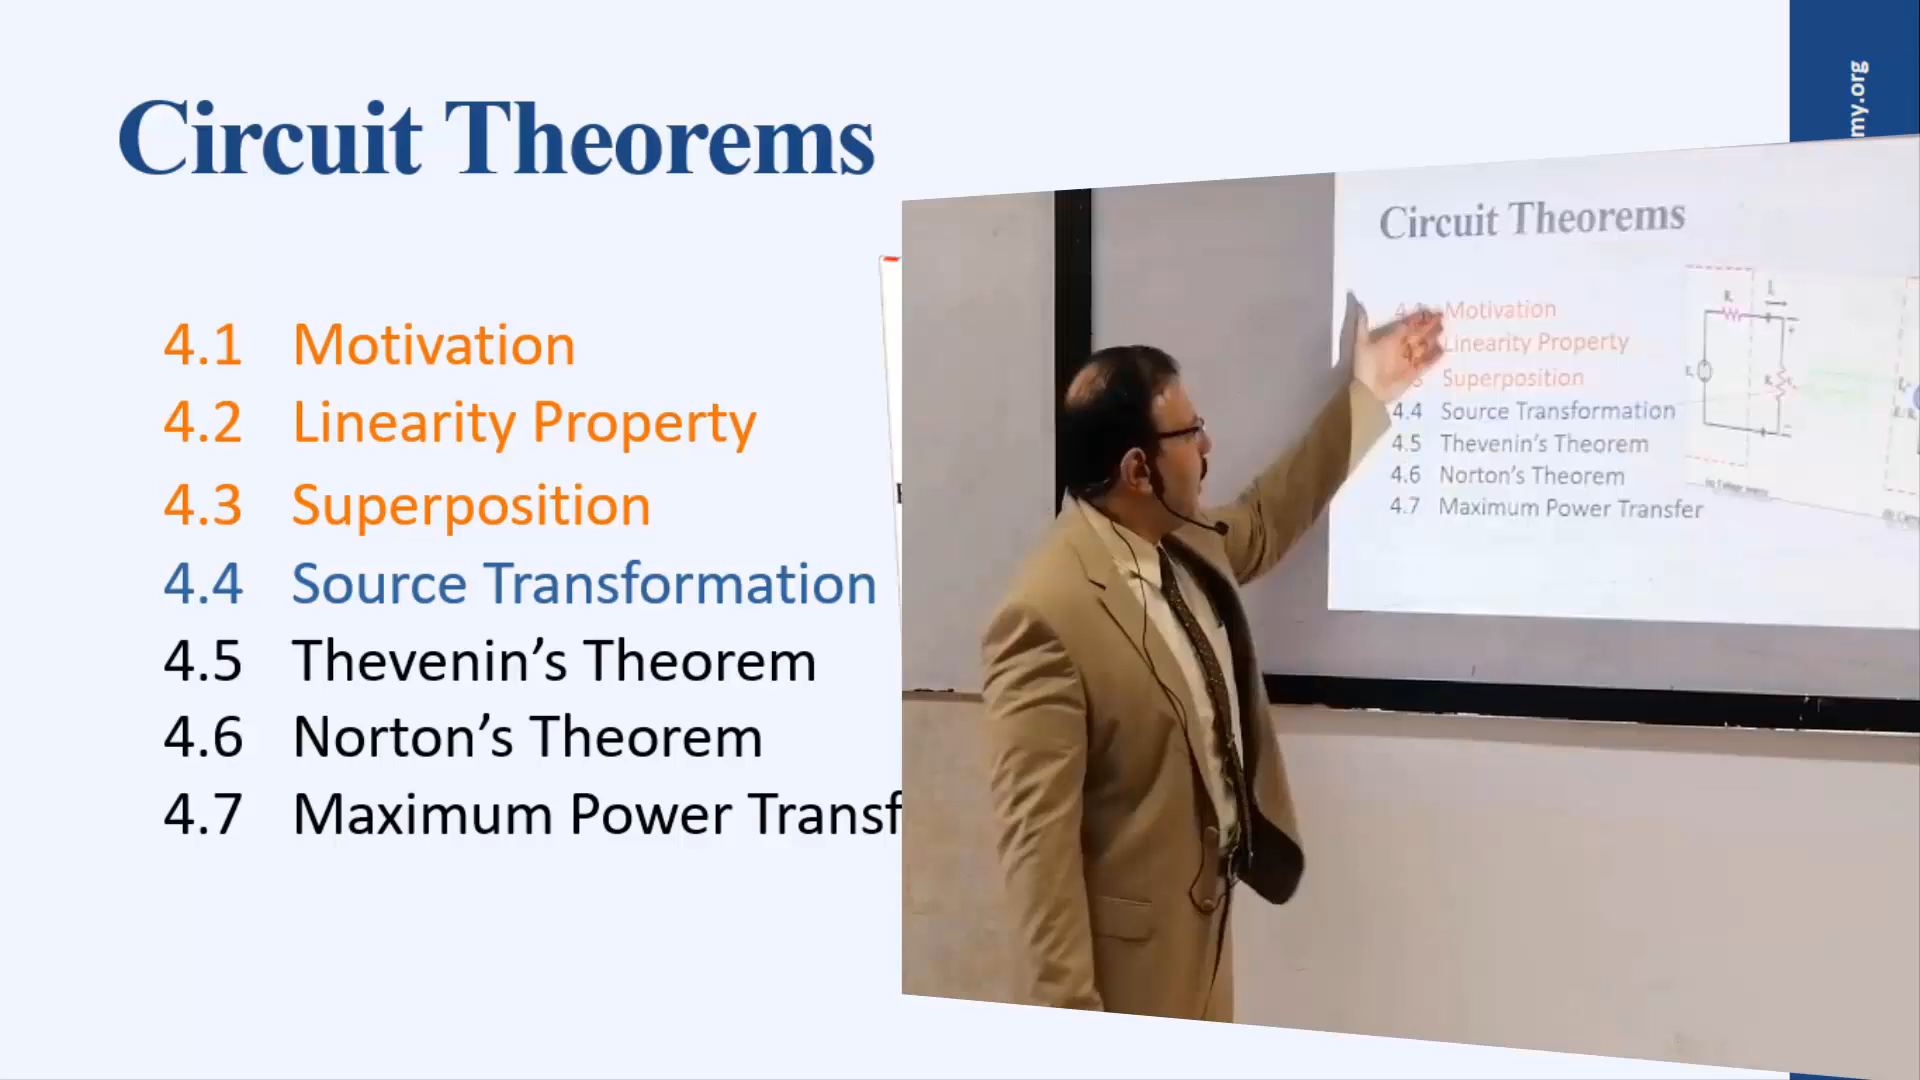 Circuit Theorems
4.1 Motivation
4.2 Linearity Property
4.3 Superposition
4.4 Source Transformation
4.5 Thevenin's Theorem
4.6 Norton's Theorem
4.7 Maximum Power Transf
my.org
Circuit Theorems
Motivation
Linearity Property
Superposition
4.4 Source Transformation
4.5 Thevenin's Theorem
4.6 Norton's Theorem
4.7 Maximum Power Transfer